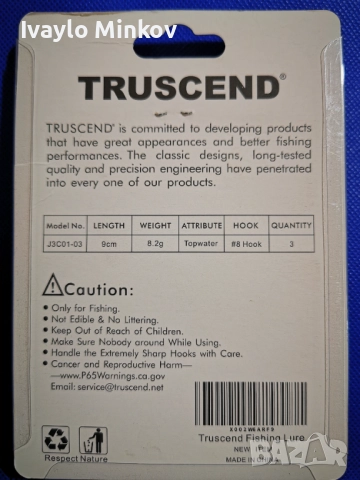 Ivaylo Minkov
TRUSCEND®
TRUSCEND® is committed to developing products
that have great appearances and better fishing
performances. The classic designs, long-tested
quality and precision engineering have penetrated
into every one of our products.
Model No. LENGTH WEIGHT ATTRIBUTE HOOK QUANTITY
J3C01-03 9cm 8.2g Topwater #8 Hook 3
Caution:
• Only for Fishing.
• Not Edible & No Littering.
• Keep Out of Reach of Children.
• Make Sure Nobody around While Using.
• Handle the Extremely Sharp Hooks with Care.
• Cancer and Reproductive Harm—
—www.P65Warnings.ca.gov
Email: service@truscend.net
Recycle Respect Nature
Truscend Fishing Lure
NEW
MADE IN CHINA
BAZAR